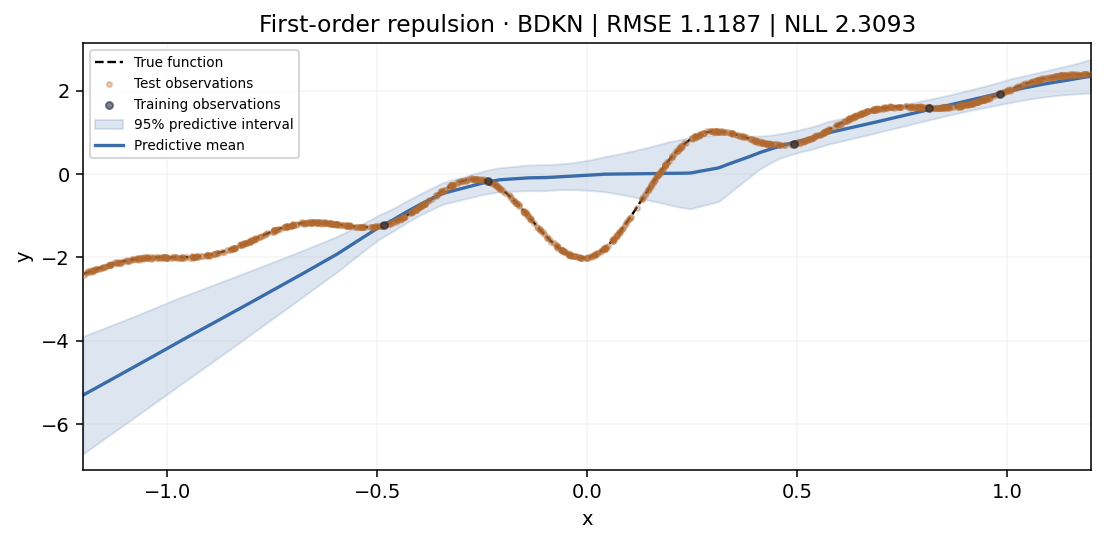 First-order repulsion · BDKN | RMSE 1.1187 | NLL 2.3093
True function
Test observations
Training observations
95% predictive interval
Predictive mean
y
2
0
−2
−4
−6
−1.0 −0.5 0.0 0.5 1.0
x